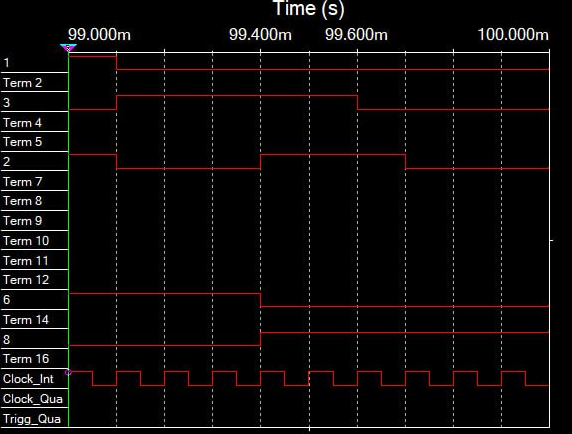 Time (s)
99.000m 99.400m 99.600m 100.000m
1
Term 2
3
Term 4
Term 5
2
Term 7
Term 8
Term 9
Term 10
Term 11
Term 12
6
Term 14
8
Term 16
Clock_Int
Clock_Qua
Trigg_Qua